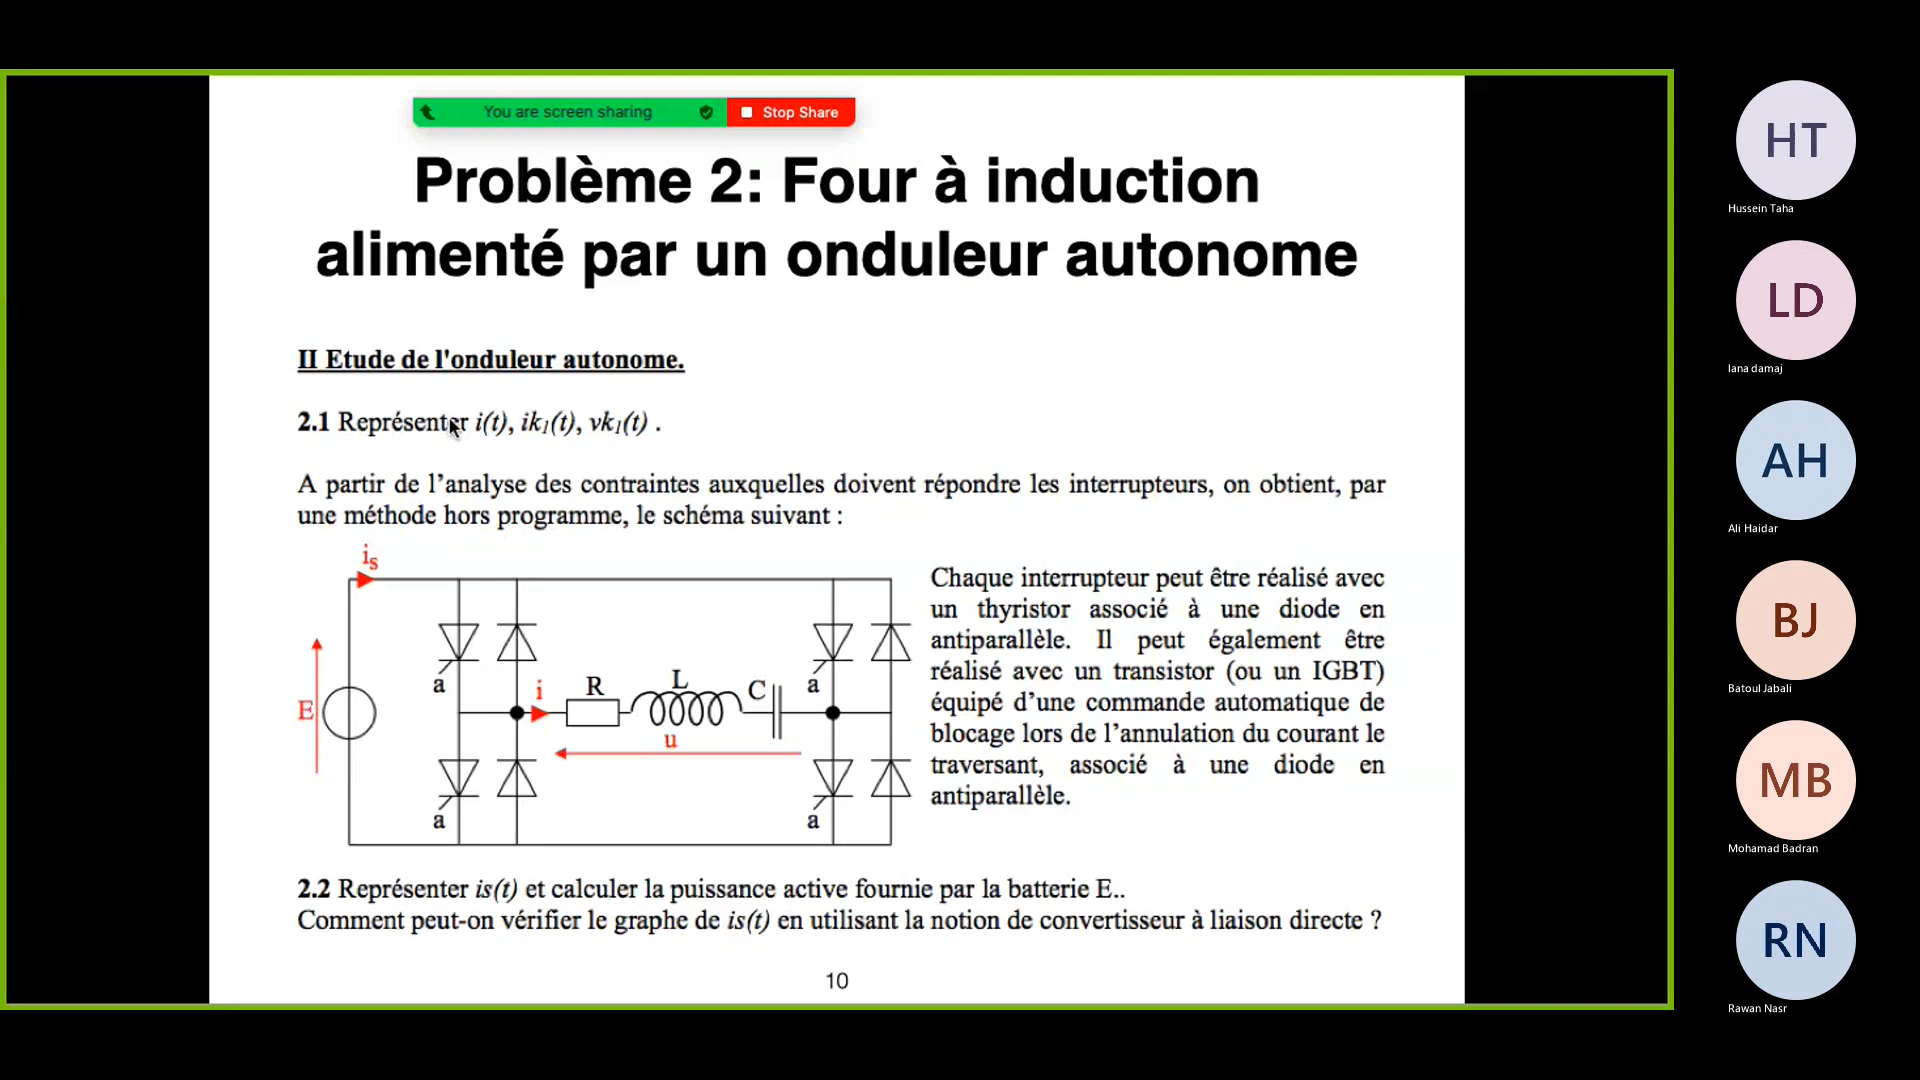 You are screen sharing
Stop Share
Problème 2: Four à induction
alimenté par un onduleur autonome
II Etude de l'onduleur autonome.
2.1 Représenter i(t), ik1(t), vk1(t) .
A partir de l’analyse des contraintes auxquelles doivent répondre les interrupteurs, on obtient, par
une méthode hors programme, le schéma suivant :
is
E
a
a
i
R
L
C
u
a
a
Chaque interrupteur peut être réalisé avec
un thyristor associé à une diode en
antiparallèle. Il peut également être
réalisé avec un transistor (ou un IGBT)
équipé d’une commande automatique de
blocage lors de l’annulation du courant le
traversant, associé à une diode en
antiparallèle.
2.2 Représenter is(t) et calculer la puissance active fournie par la batterie E..
Comment peut-on vérifier le graphe de is(t) en utilisant la notion de convertisseur à liaison directe ?
10
HT
Hussein Taha
LD
lana damaj
AH
Ali Haidar
BJ
Batoul Jabali
MB
Mohamad Badran
RN
Rawan Nasr